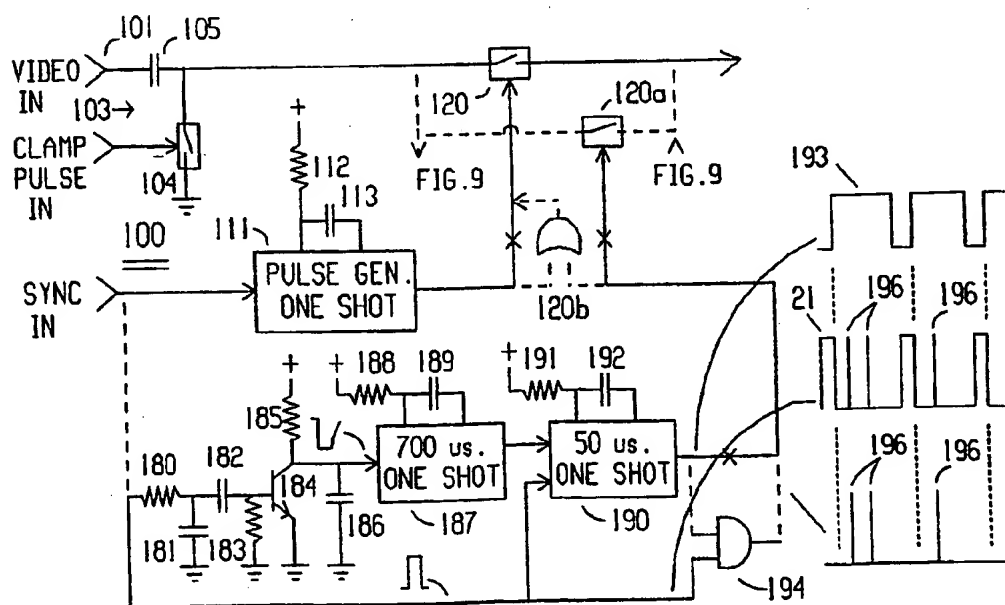 101 105
VIDEO
IN
103
CLAMP
PULSE
IN
104
120
120a
FIG.9
FIG.9
+
112
113
111
100
PULSE GEN.
ONE SHOT
SYNC
IN
120b
193
21 196 196
+
185
+
188
189
+
191
192
700 us.
ONE SHOT
187
50 us.
ONE SHOT
190
180
182
184
181
183
186
194
196
196